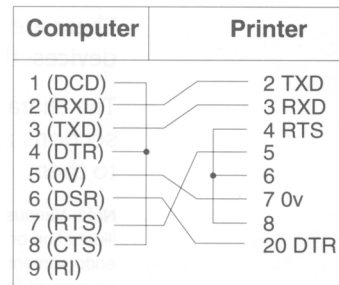 Computer Printer
1 (DCD) 2 TXD
2 (RXD) 3 RXD
3 (TXD) 4 RTS
4 (DTR) 5
5 (0V) 6
6 (DSR) 7 0v
7 (RTS) 8
8 (CTS) 20 DTR
9 (RI)